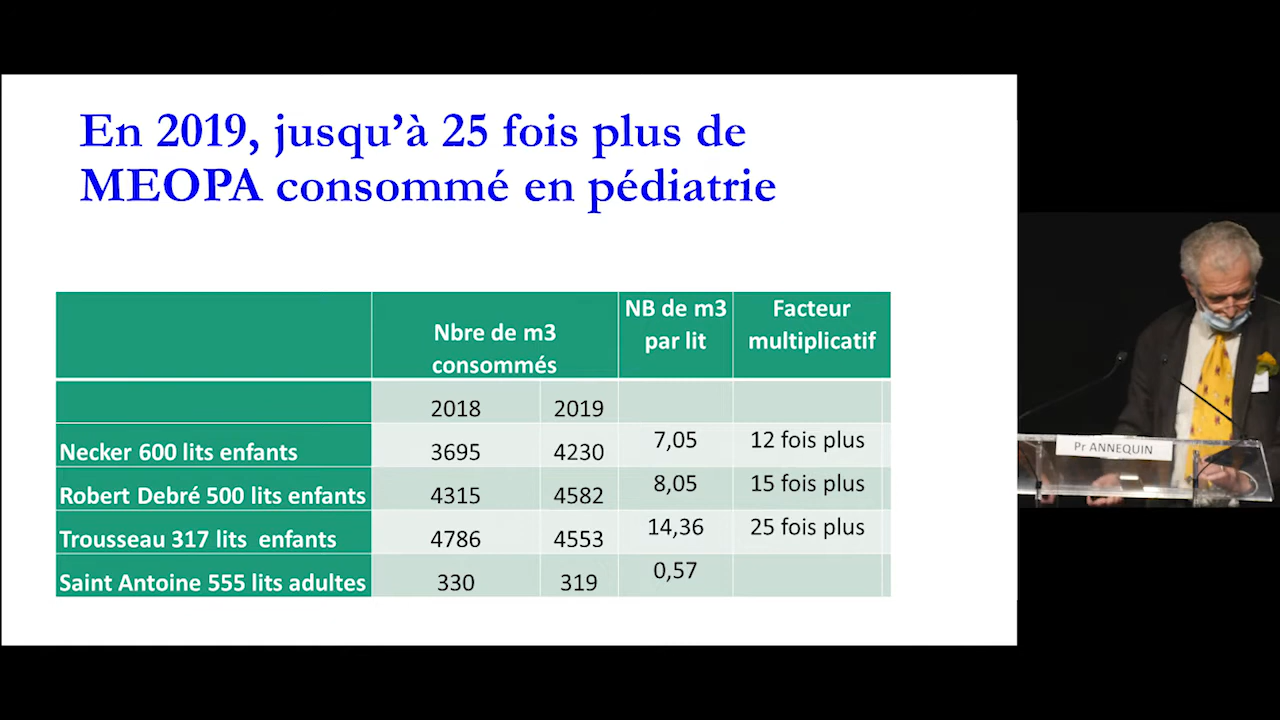 En 2019, jusqu’à 25 fois plus de
MEOPA consommé en pédiatrie
Nbre de m3
consommés
NB de m3
par lit
Facteur
multiplicatif
2018 2019
Necker 600 lits enfants 3695 4230 7,05 12 fois plus
Robert Debré 500 lits enfants 4315 4582 8,05 15 fois plus
Trousseau 317 lits enfants 4786 4553 14,36 25 fois plus
Saint Antoine 555 lits adultes 330 319 0,57
Pr ANNEQUIN